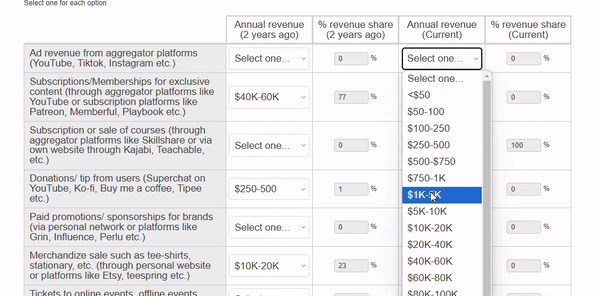 Select one for each option
Annual revenue (2 years ago)
% revenue share (2 years ago)
Annual revenue (Current)
% revenue share (Current)
Ad revenue from aggregator platforms
(YouTube, Tiktok, Instagram etc.)
Select one...
0 %
Select one...
0 %
Subscriptions/Memberships for exclusive
content (through aggregator platforms like
YouTube or subscription platforms like
Patreon, Memberful, Playbook etc.)
$40K-60K
77 %
0 %
Subscription or sale of courses (through
aggregator platforms like Skillshare or via
own website through Kajabi, Teachable,
etc.)
Select one...
0 %
100 %
Donations/ tip from users (Superchat on
YouTube, Ko-fi, Buy me a coffee, Tipee
etc.)
$250-500
1 %
0 %
Paid promotions/ sponsorships for brands
(via personal network or platforms like
Grin, Influence, Perlu etc.)
Select one...
0 %
0 %
Merchandize sale such as tee-shirts,
stationary, etc. (through personal website
or platforms like Etsy, teespring etc.)
$10K-20K
23 %
0 %
Tickets to online events, offline events
Select one...
<$50
$50-100
$100-250
$250-500
$500-$750
$750-1K
$1K-5K
$5K-10K
$10K-20K
$20K-40K
$40K-60K
$60K-80K
$80K-100K